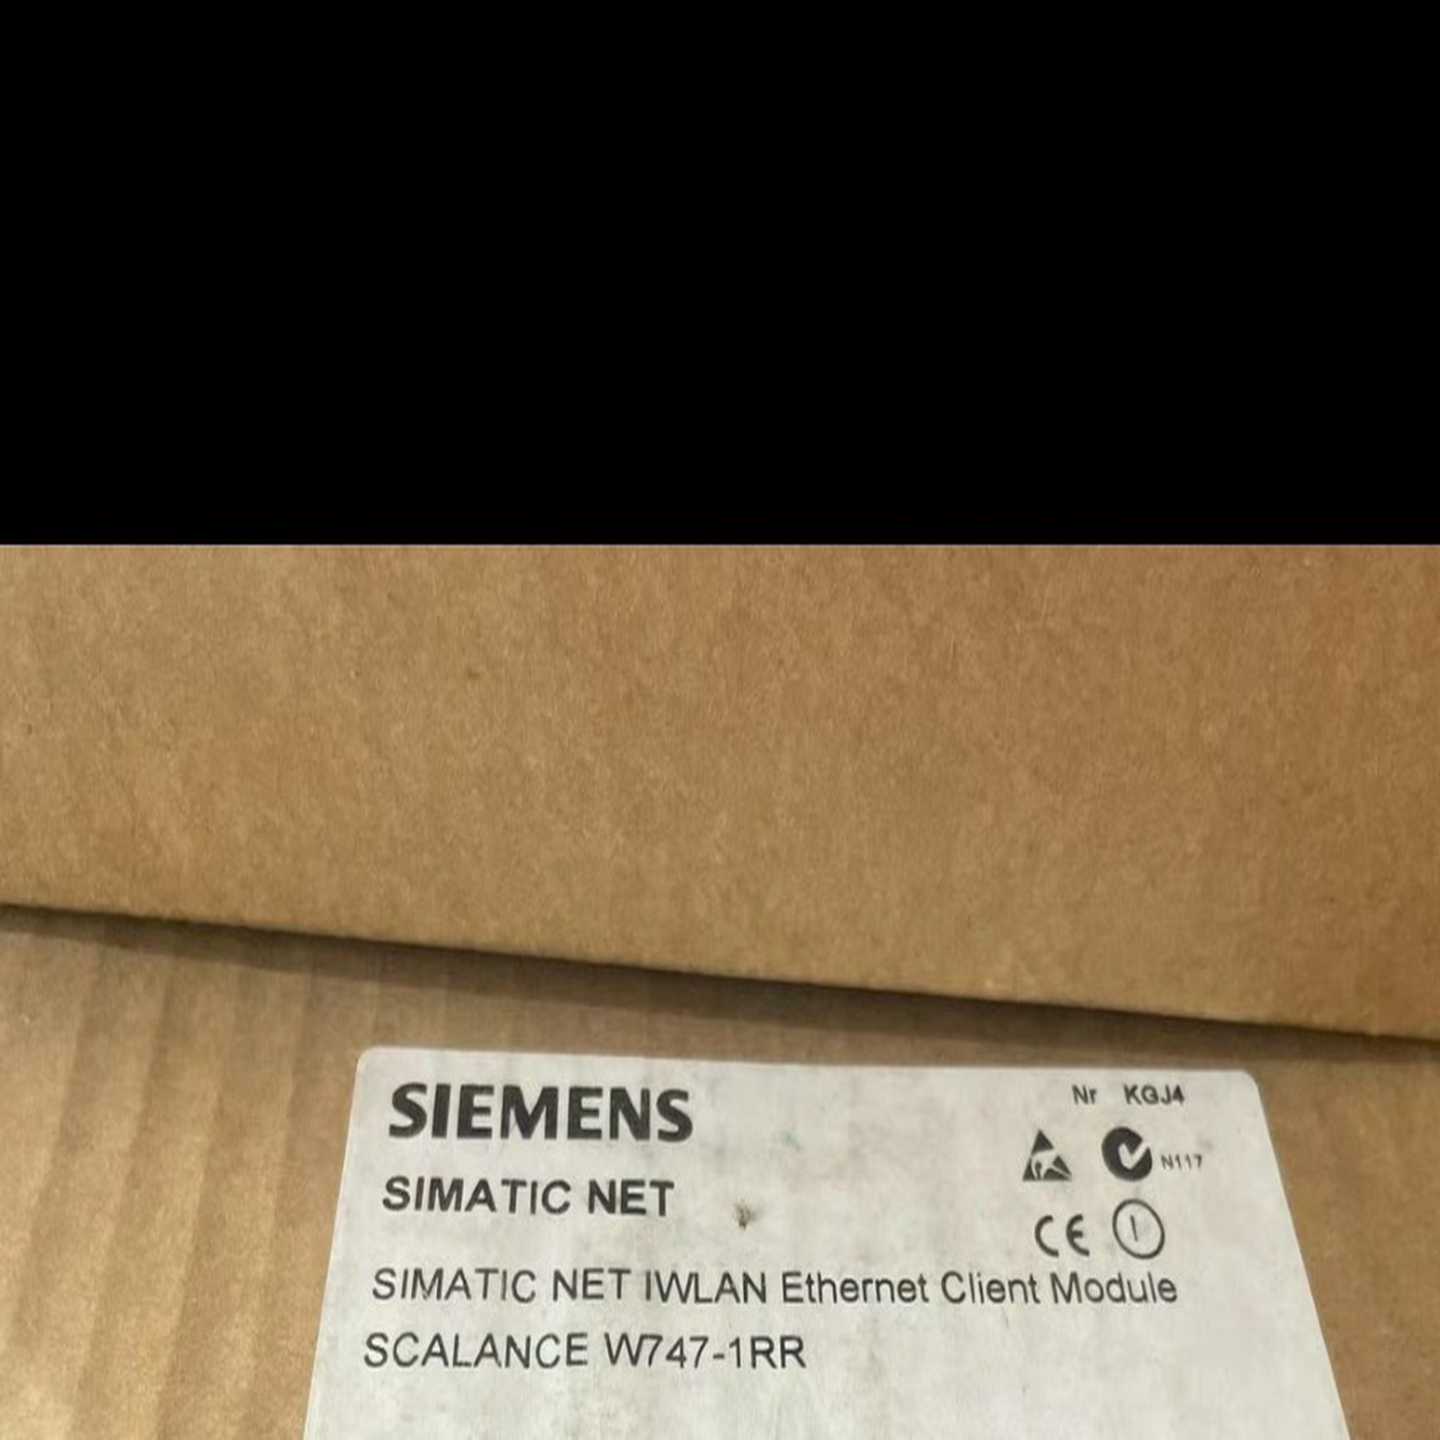 SIEMENS
Nr KGJ4
N117
SIMATIC NET
CE
SIMATIC NET IWLAN Ethernet Client Module
SCALANCE W747-1RR